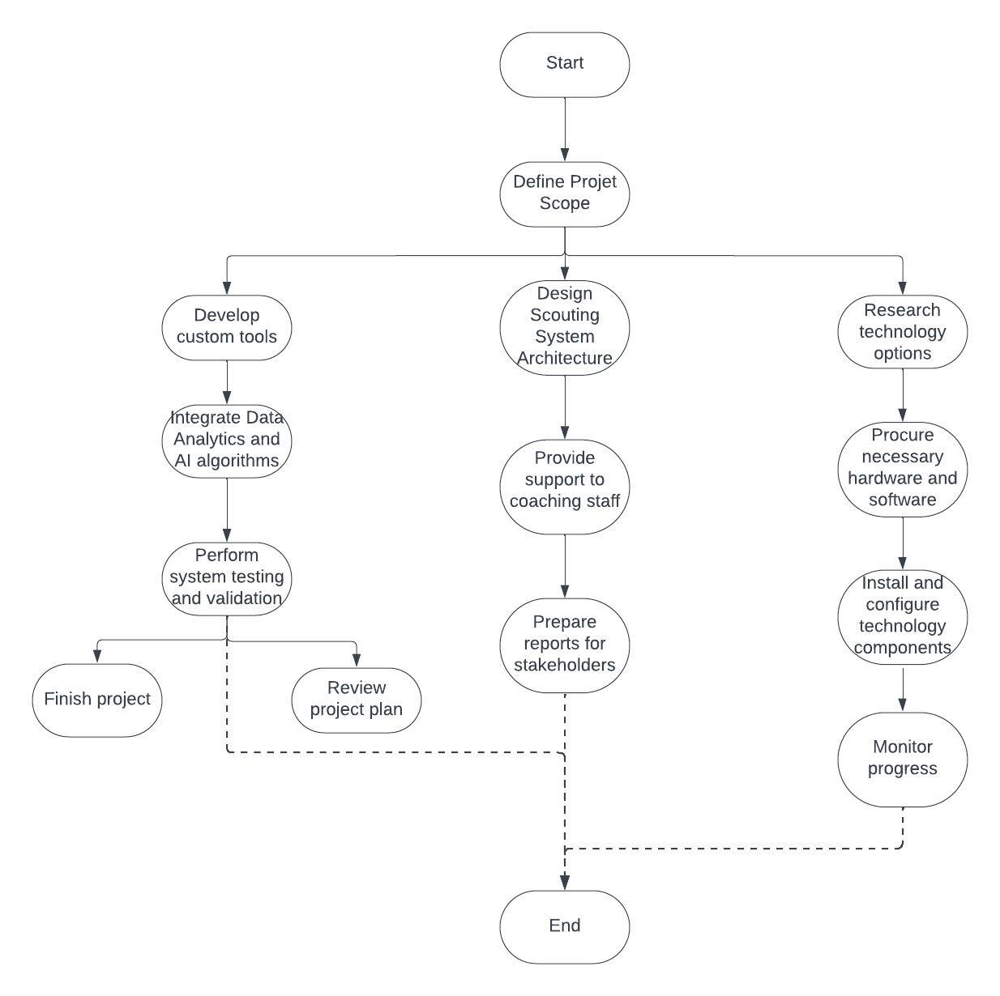 Start
Define Projet
Scope
Develop
custom tools
Design
Scouting
System
Architecture
Research
technology
options
Integrate Data
Analytics and
AI algorithms
Provide
support to
coaching staff
Procure
necessary
hardware and
software
Perform
system testing
and validation
Prepare
reports for
stakeholders
Install and
configure
technology
components
Finish project
Review
project plan
Monitor
progress
End